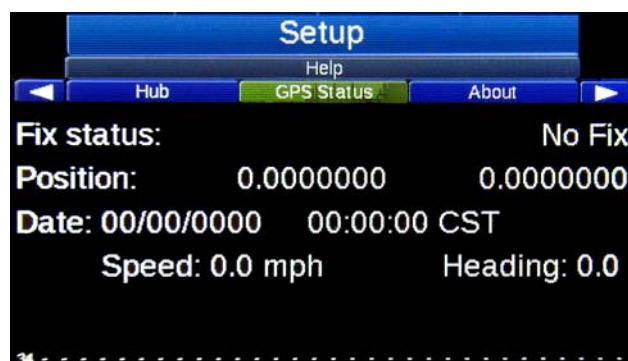 Setup
Help
Hub GPS Status About
Fix status: No Fix
Position: 0.0000000 0.0000000
Date: 00/00/0000 00:00:00 CST
Speed: 0.0 mph Heading: 0.0